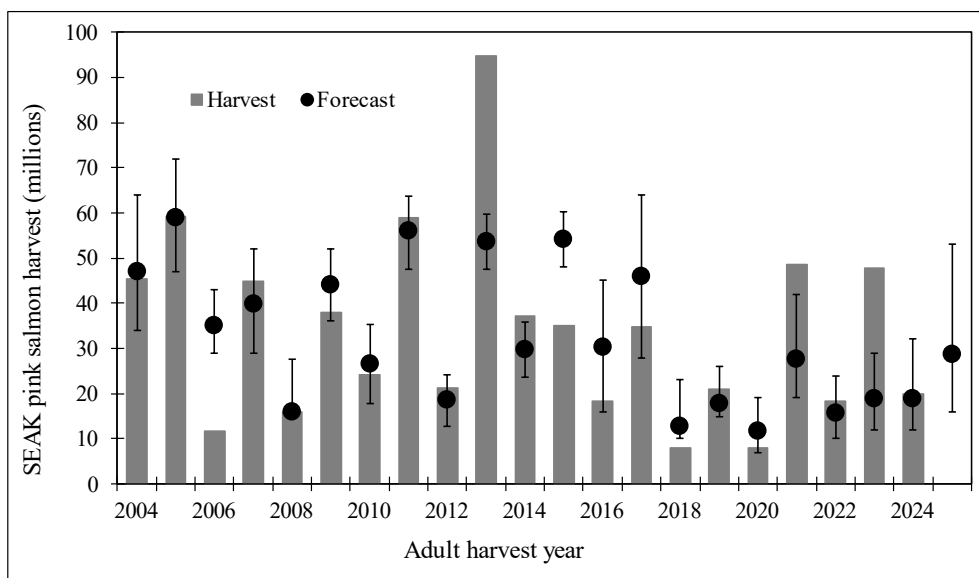 100
90
80
70
60
50
40
30
20
10
0
SEAK pink salmon harvest (millions)
Harvest Forecast
2004 2006 2008 2010 2012 2014 2016 2018 2020 2022 2024
Adult harvest year